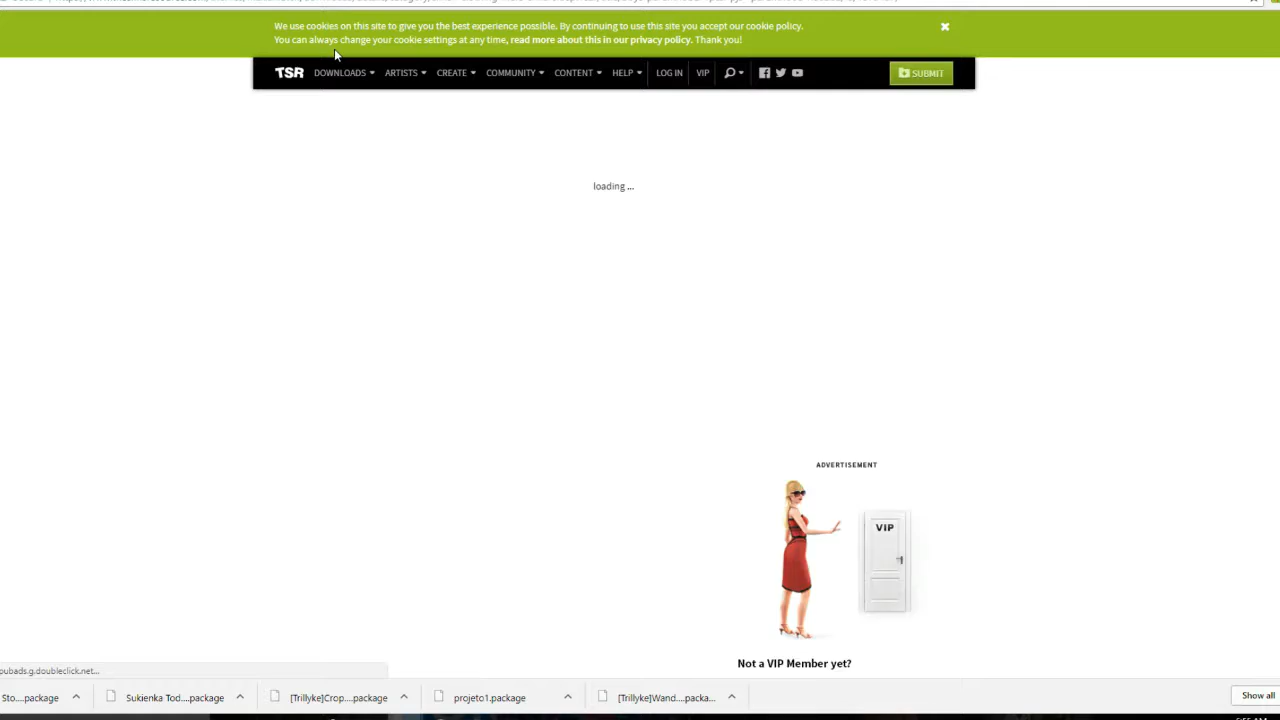 We use cookies on this site to give you the best experience possible. By continuing to use this site you accept our cookie policy.
You can always change your cookie settings at any time, read more about this in our privacy policy. Thank you!
TSR DOWNLOADS ARTISTS CREATE COMMUNITY CONTENT HELP LOG IN VIP SUBMIT
loading ...
ADVERTISEMENT
VIP
Not a VIP Member yet?
pubads.g.doubleclick.net...
Sto....package Sukienka Tod....package [Trillyke]Crop....package projeto1.package [Trillyke]Wand....packa... Show all